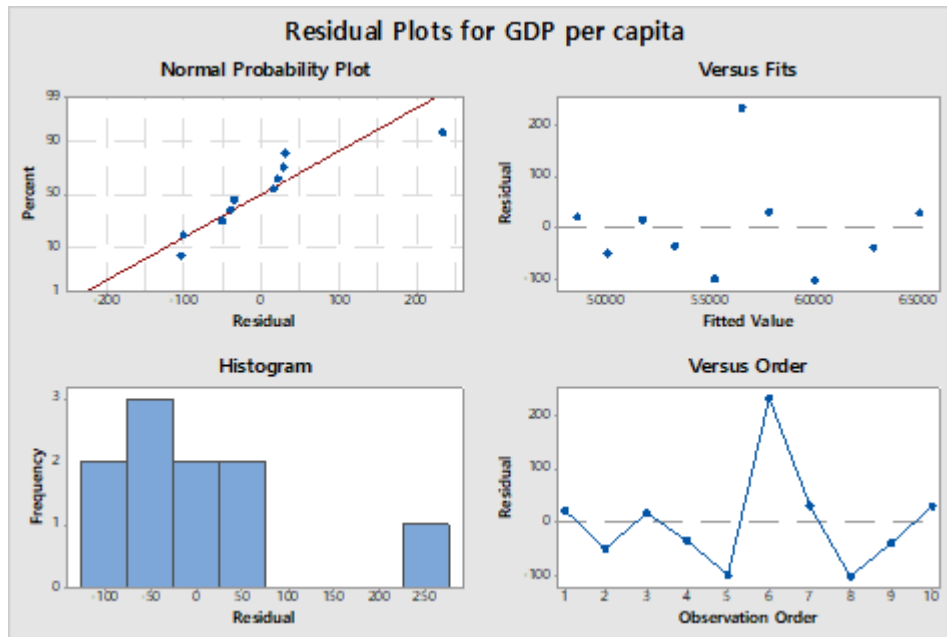 Residual Plots for GDP per capita
Normal Probability Plot
99
90
50
10
1
Percent
-200 -100 0 100 200
Residual
Versus Fits
200
100
0
-100
Residual
50000 55000 60000 65000
Fitted Value
Histogram
3
2
1
0
Frequency
-100 -50 0 50 100 150 200 250
Residual
Versus Order
200
100
0
-100
Residual
1 2 3 4 5 6 7 8 9 10
Observation Order